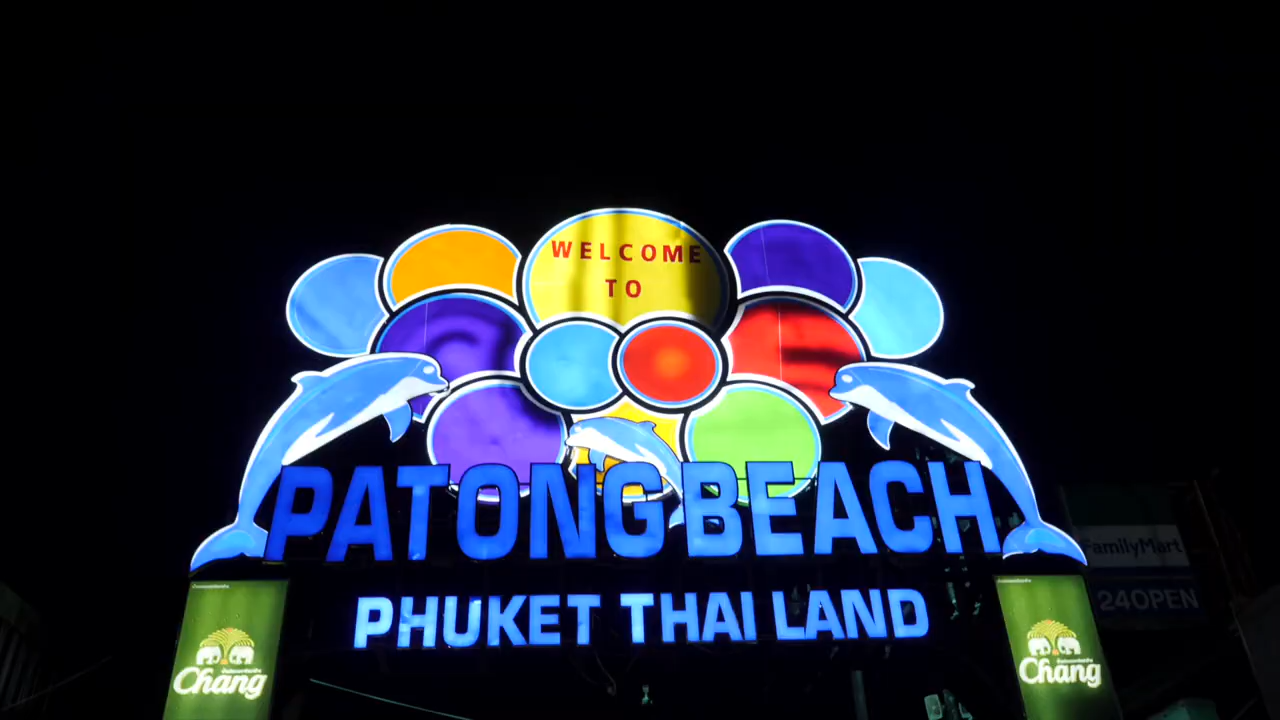 WELCOME
TO
PATONG BEACH
PHUKET THAI LAND
FamilyMart
24OPEN
Chang
Chang